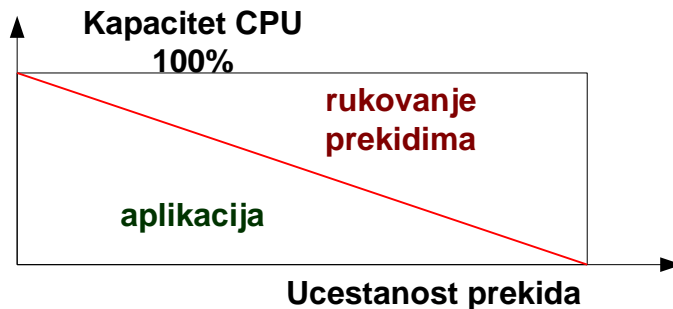 Kapacitet CPU
100%
rukovanje
prekidima
aplikacija
Ucestanost prekida